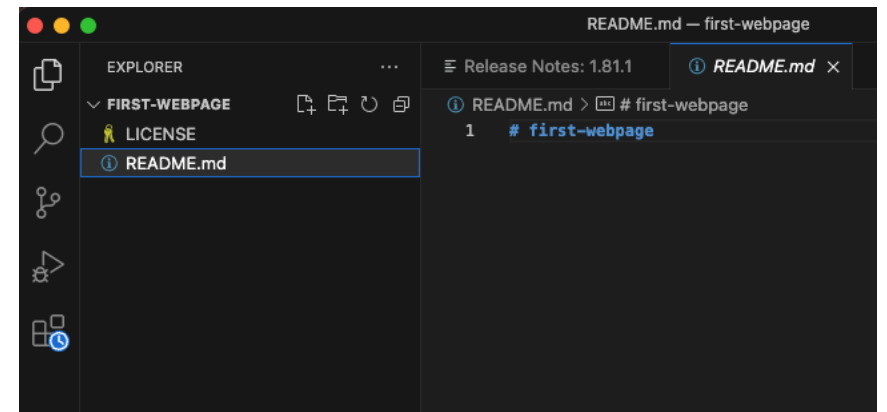 README.md — first-webpage
EXPLORER ...
FIRST-WEBPAGE
LICENSE
README.md
Release Notes: 1.81.1
README.md
README.md > # first-webpage
1 # first-webpage